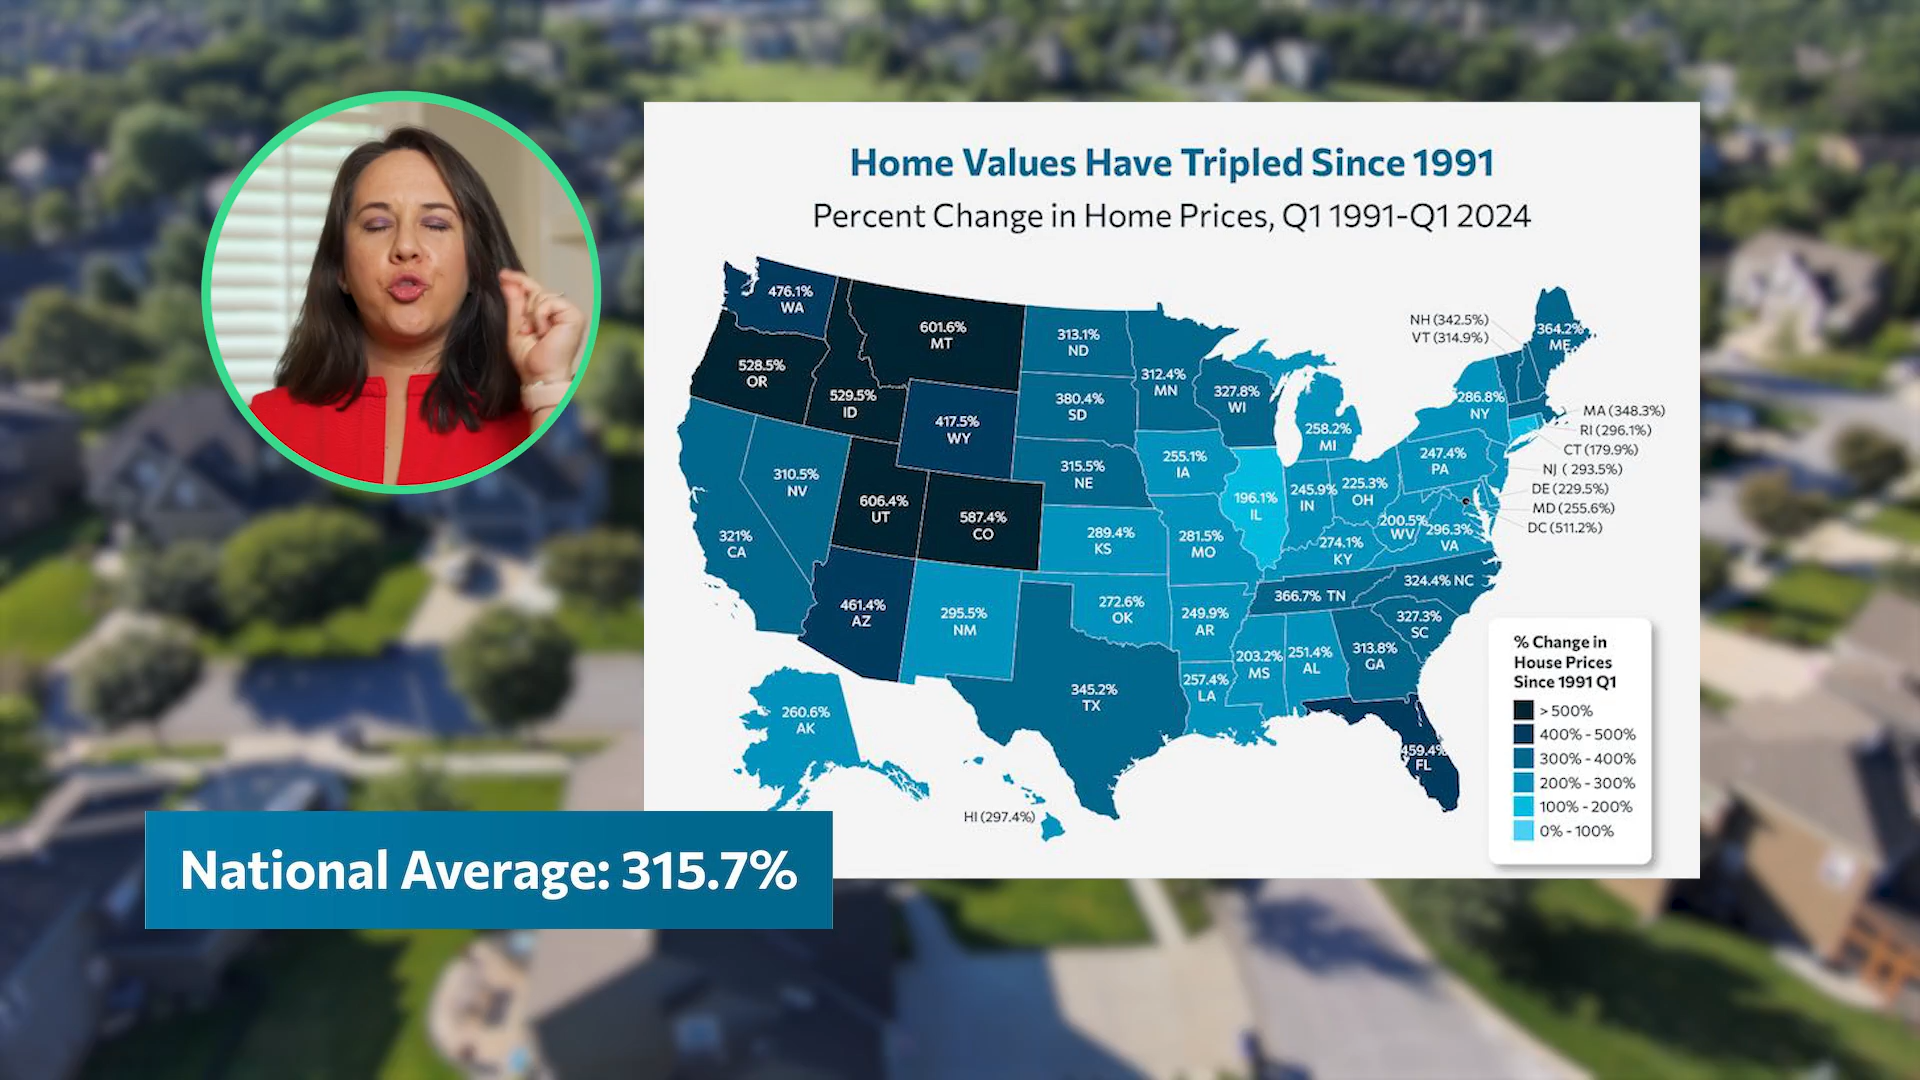 Home Values Have Tripled Since 1991
Percent Change in Home Prices, Q1 1991-Q1 2024
476.1%
WA
528.5%
OR
529.5%
ID
601.6%
MT
417.5%
WY
310.5%
NV
606.4%
UT
587.4%
CO
321%
CA
461.4%
AZ
295.5%
NM
313.1%
ND
380.4%
SD
315.5%
NE
289.4%
KS
272.6%
OK
345.2%
TX
312.4%
MN
255.1%
IA
281.5%
MO
249.9%
AR
257.4%
LA
327.8%
WI
196.1%
IL
258.2%
MI
245.9%
IN
225.3%
OH
274.1%
KY
366.7% TN
203.2%
MS
251.4%
AL
313.8%
GA
459.4%
FL
327.3%
SC
324.4% NC
200.5%
WV
296.3%
VA
247.4%
PA
286.8%
NY
364.2%
ME
NH (342.5%)
VT (314.9%)
MA (348.3%)
RI (296.1%)
CT (179.9%)
NJ ( 293.5%)
DE (229.5%)
MD (255.6%)
DC (511.2%)
260.6%
AK
HI (297.4%)
% Change in
House Prices
Since 1991 Q1
> 500%
400% - 500%
300% - 400%
200% - 300%
100% - 200%
0% - 100%
National Average: 315.7%